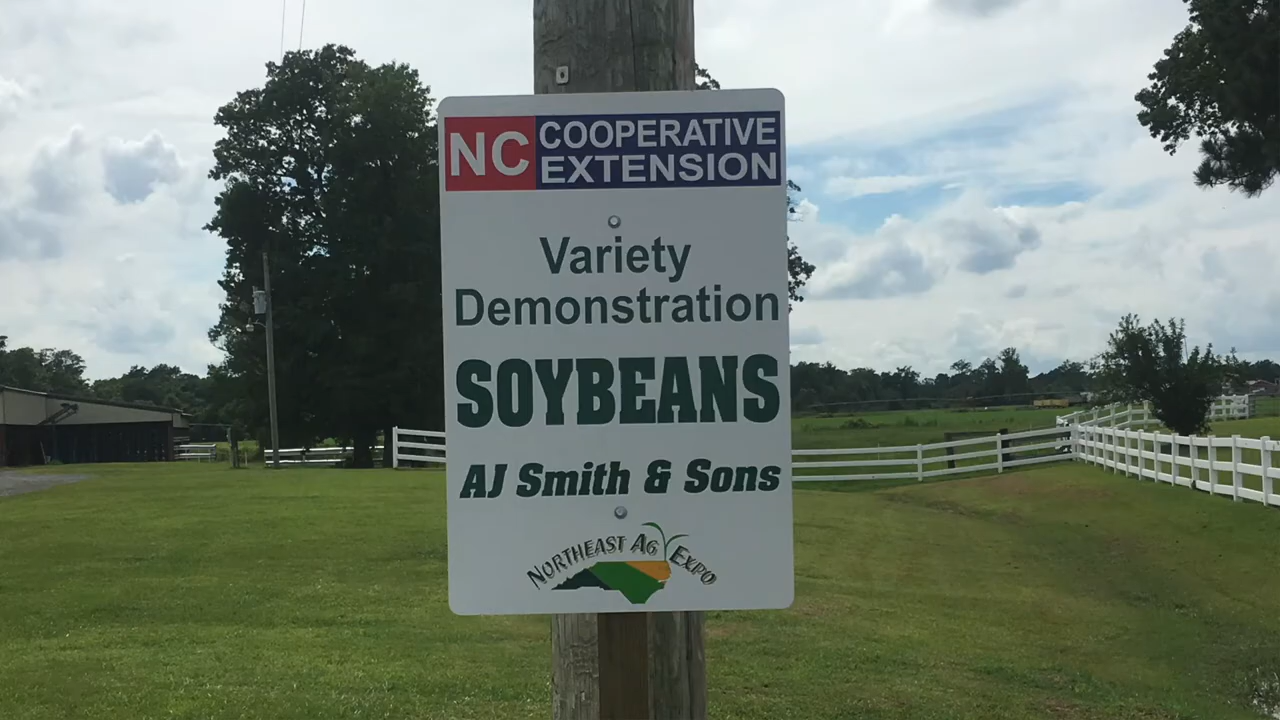 NC COOPERATIVE
EXTENSION
Variety
Demonstration
SOYBEANS
AJ Smith & Sons
NORTHEAST AG EXPO